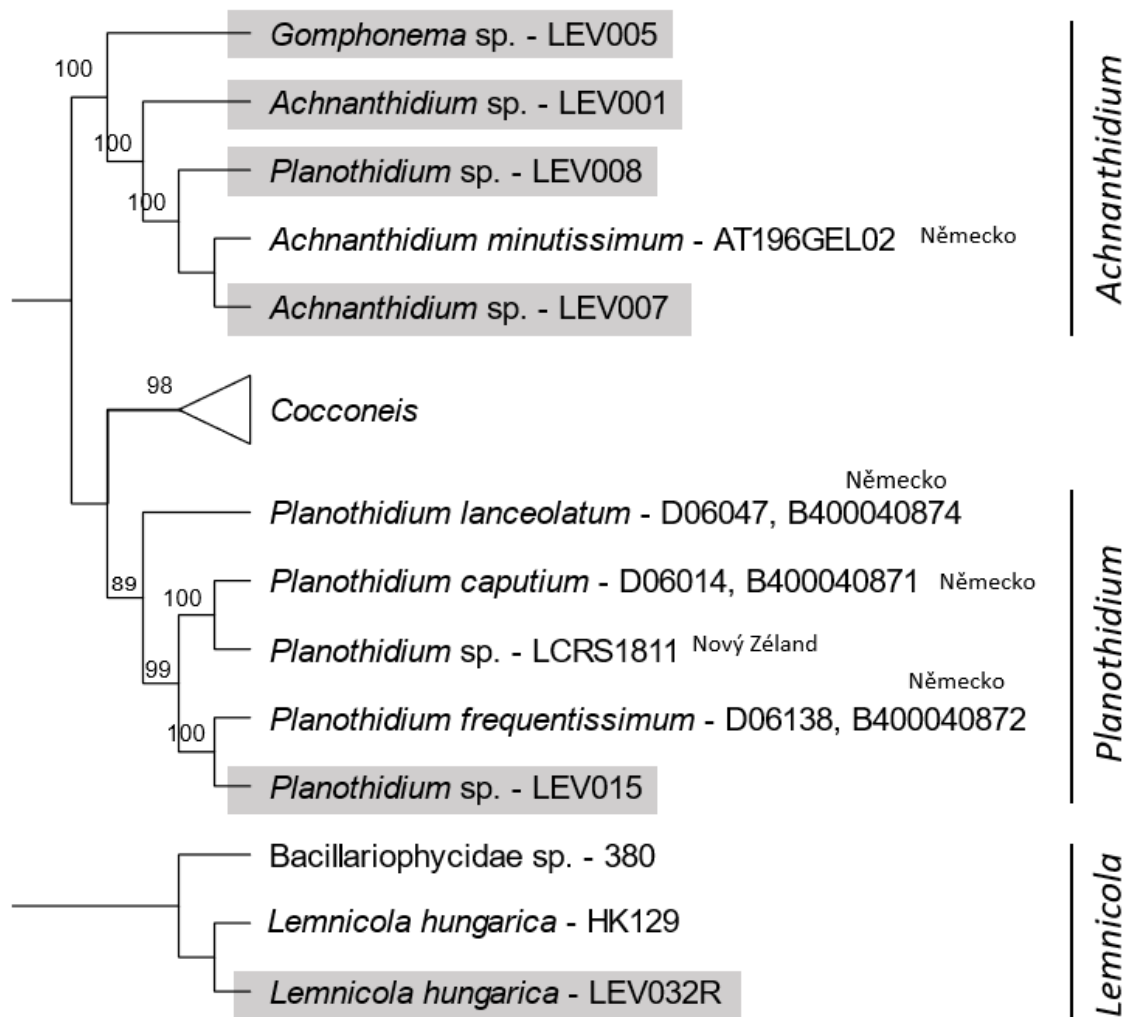 Gomphonema sp. - LEV005
100
Achnanthidium sp. - LEV001
100
Planothidium sp. - LEV008
100
Achnanthidium minutissimum - AT196GEL02 Německo
Achnanthidium sp. - LEV007
Achnanthidium
98
Cocconeis
Německo
Planothidium lanceolatum - D06047, B400040874
89
Planothidium caputium - D06014, B400040871 Německo
100
Planothidium sp. - LCRS1811 Nový Zéland
99
Německo
Planothidium frequentissimum - D06138, B400040872
100
Planothidium sp. - LEV015
Planothidium
Bacillariophycidae sp. - 380
Lemnicola hungarica - HK129
Lemnicola hungarica - LEV032R
Lemnicola